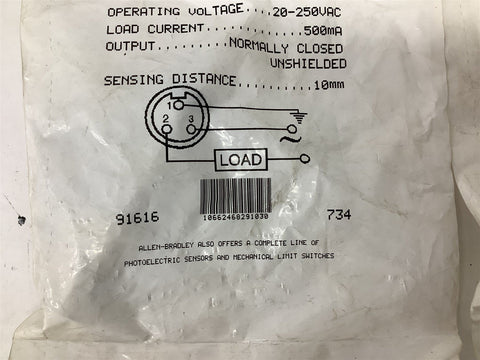 OPERATING VOLTAGE....20-250VAC
LOAD CURRENT..............500mA
OUTPUT..........NORMALLY CLOSED
UNSHIELDED
SENSING DISTANCE...........10mm
1
2 3
~
LOAD
10662468291030
91616 734
ALLEN-BRADLEY ALSO OFFERS A COMPLETE LINE OF
PHOTOELECTRIC SENSORS AND MECHANICAL LIMIT SWITCHES